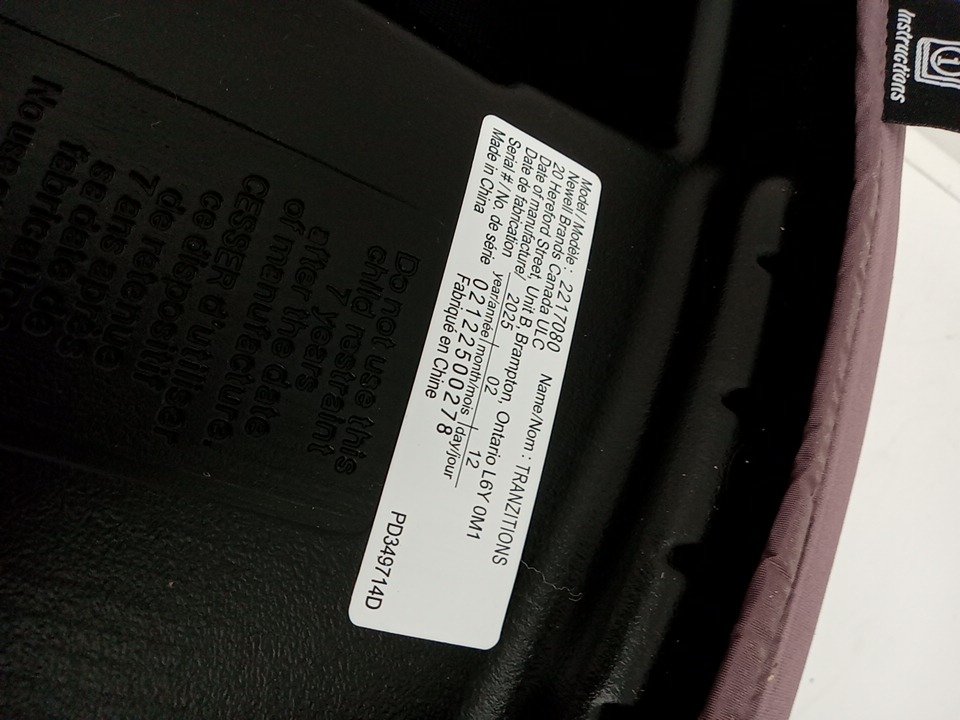 Instructions
1
Model / Modèle : 2217080 Name/Nom : TRANZITIONS
Newell Brands Canada ULC
20 Hereford Street, Unit B, Brampton, Ontario L6Y 0M1
Date of manufacture/ 2025 02 12
Date de fabrication year/année month/mois day/jour
Serial # / No. de série 02122500278
Made in China Fabriqué en Chine
PD349714D
Do not use this
child restraint
7 years
after the date
of manufacture.
CESSER d'utiliser
ce dispositif
de retenue
7 ans après
sa date de